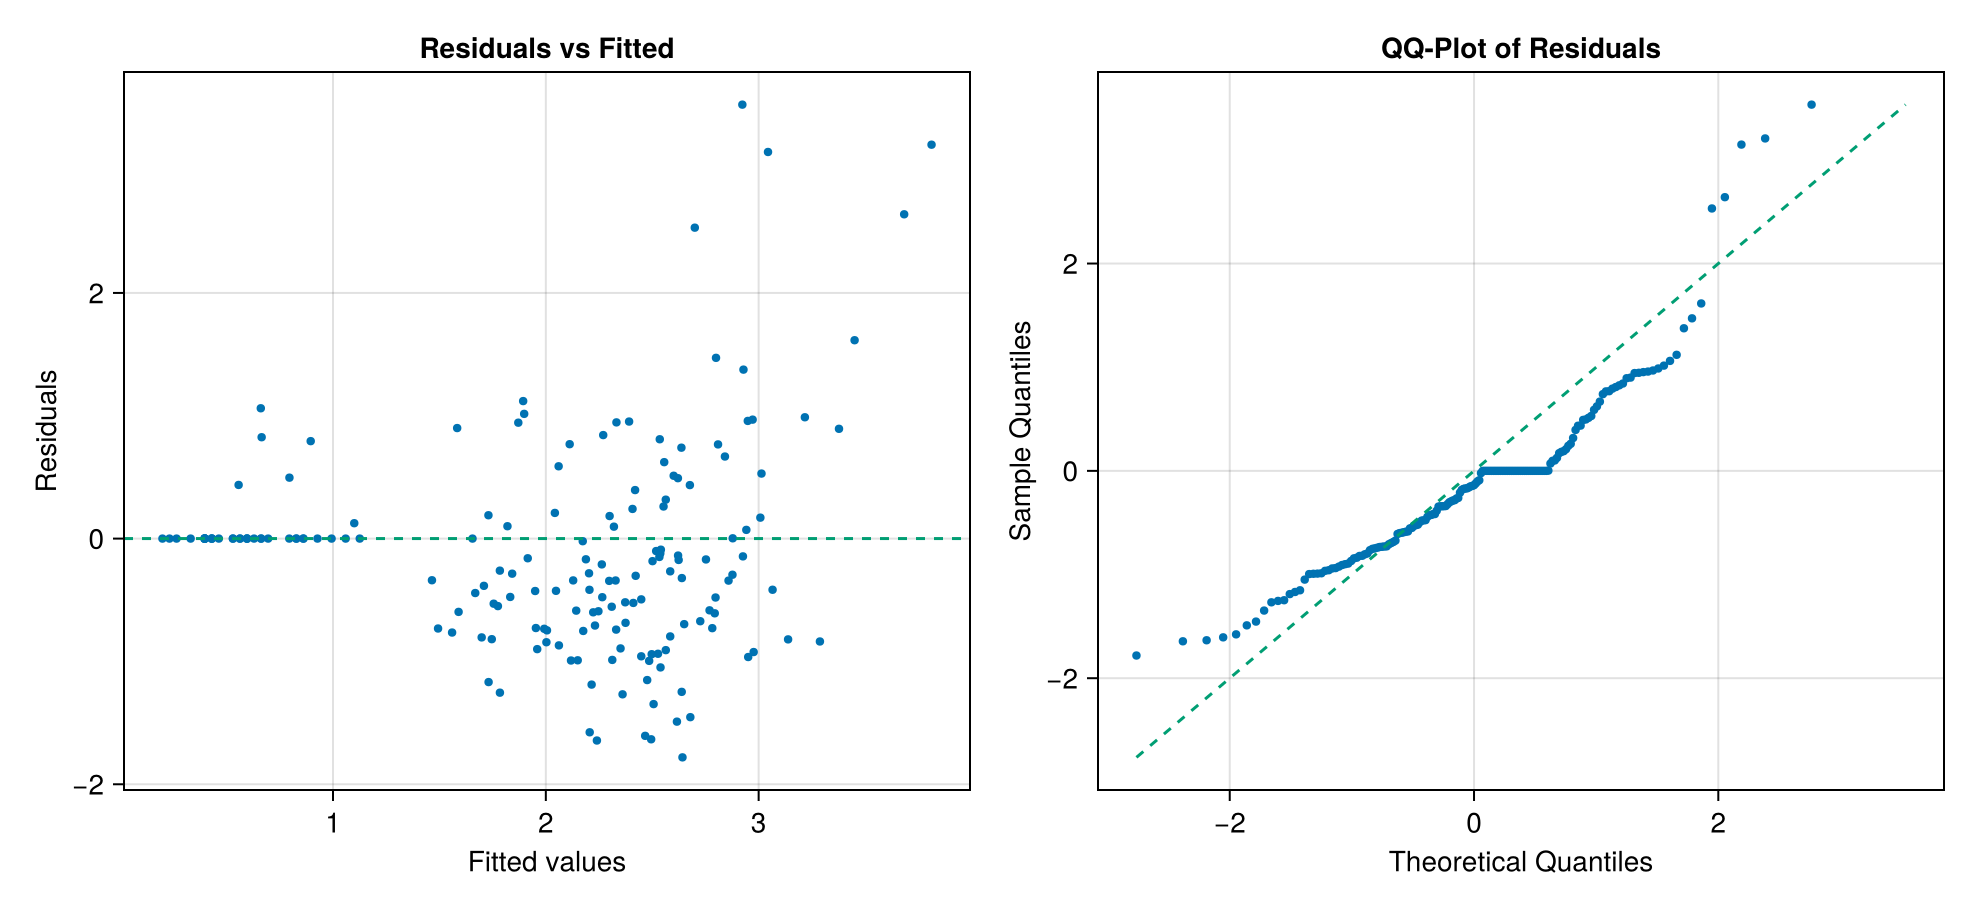 Residuals vs Fitted
Residuals
2
0
−2
1
2
3
Fitted values
QQ-Plot of Residuals
Sample Quantiles
2
0
−2
−2
0
2
Theoretical Quantiles